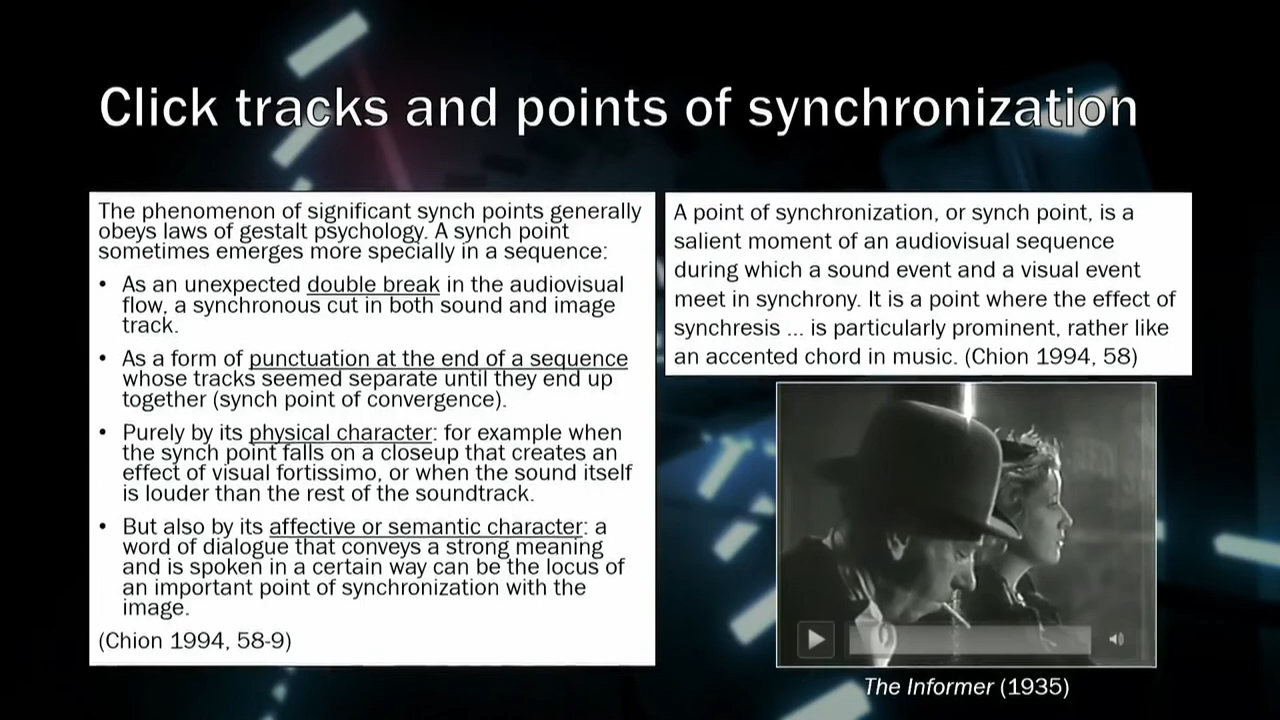 Click tracks and points of synchronization
The phenomenon of significant synch points generally
obeys laws of gestalt psychology. A synch point
sometimes emerges more specially in a sequence:
• As an unexpected double break in the audiovisual
flow, a synchronous cut in both sound and image
track.
• As a form of punctuation at the end of a sequence
whose tracks seemed separate until they end up
together (synch point of convergence).
• Purely by its physical character: for example when
the synch point falls on a closeup that creates an
effect of visual fortissimo, or when the sound itself
is louder than the rest of the soundtrack.
• But also by its affective or semantic character: a
word of dialogue that conveys a strong meaning
and is spoken in a certain way can be the locus of
an important point of synchronization with the
image.
(Chion 1994, 58-9)
A point of synchronization, or synch point, is a
salient moment of an audiovisual sequence
during which a sound event and a visual event
meet in synchrony. It is a point where the effect of
synchresis ... is particularly prominent, rather like
an accented chord in music. (Chion 1994, 58)
The Informer (1935)